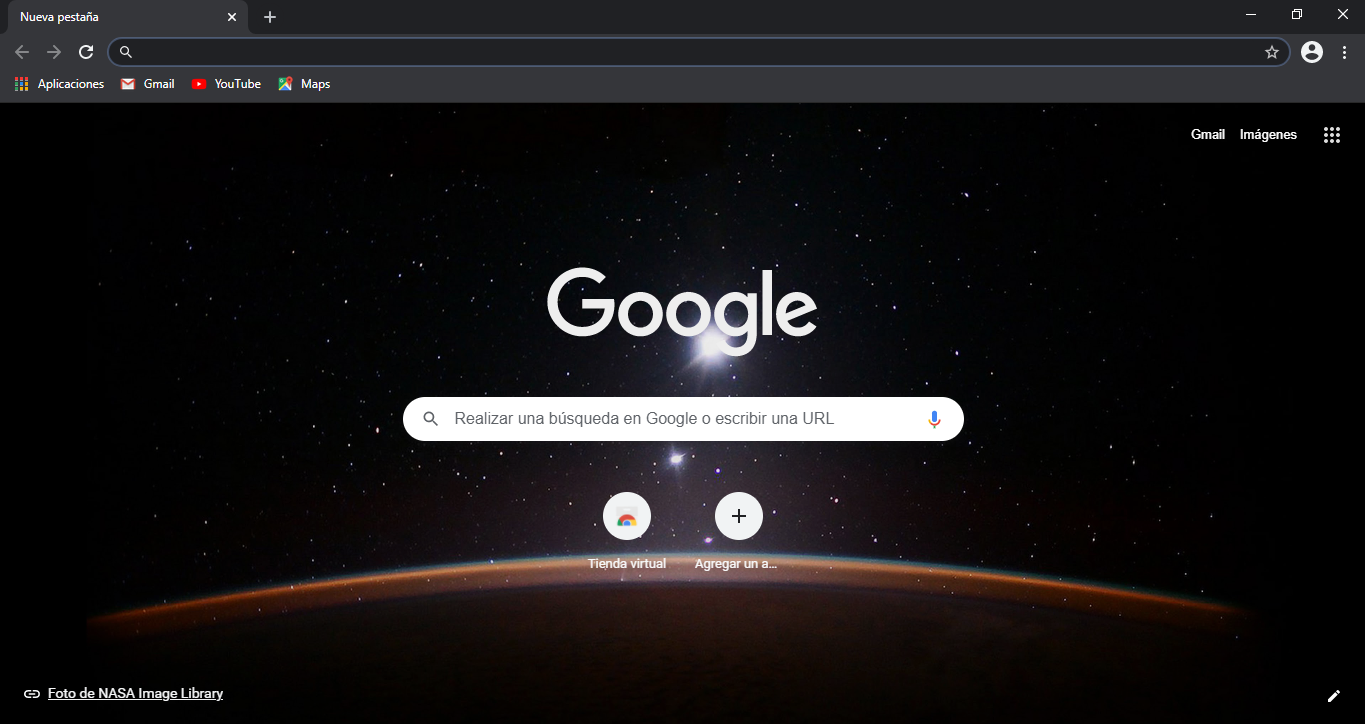 Nueva pestaña
Aplicaciones
Gmail
YouTube
Maps
Gmail
Imágenes
Google
Realizar una búsqueda en Google o escribir una URL
Tienda virtual
Agregar un a...
Foto de NASA Image Library